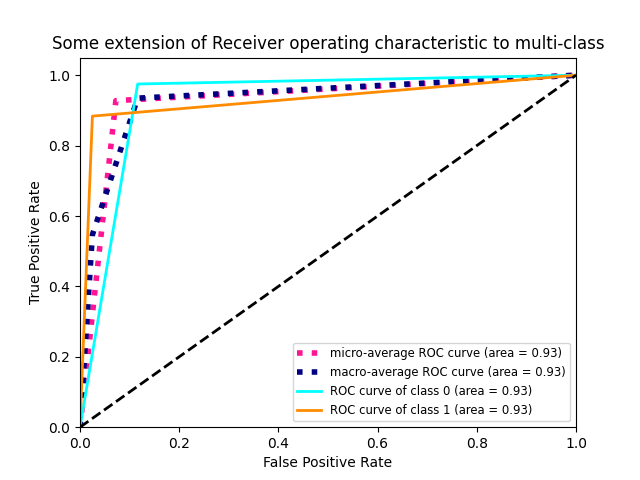 Some extension of Receiver operating characteristic to multi-class
1.0
0.8
0.6
0.4
0.2
0.0
True Positive Rate
micro-average ROC curve (area = 0.93)
macro-average ROC curve (area = 0.93)
ROC curve of class 0 (area = 0.93)
ROC curve of class 1 (area = 0.93)
0.0 0.2 0.4 0.6 0.8 1.0
False Positive Rate